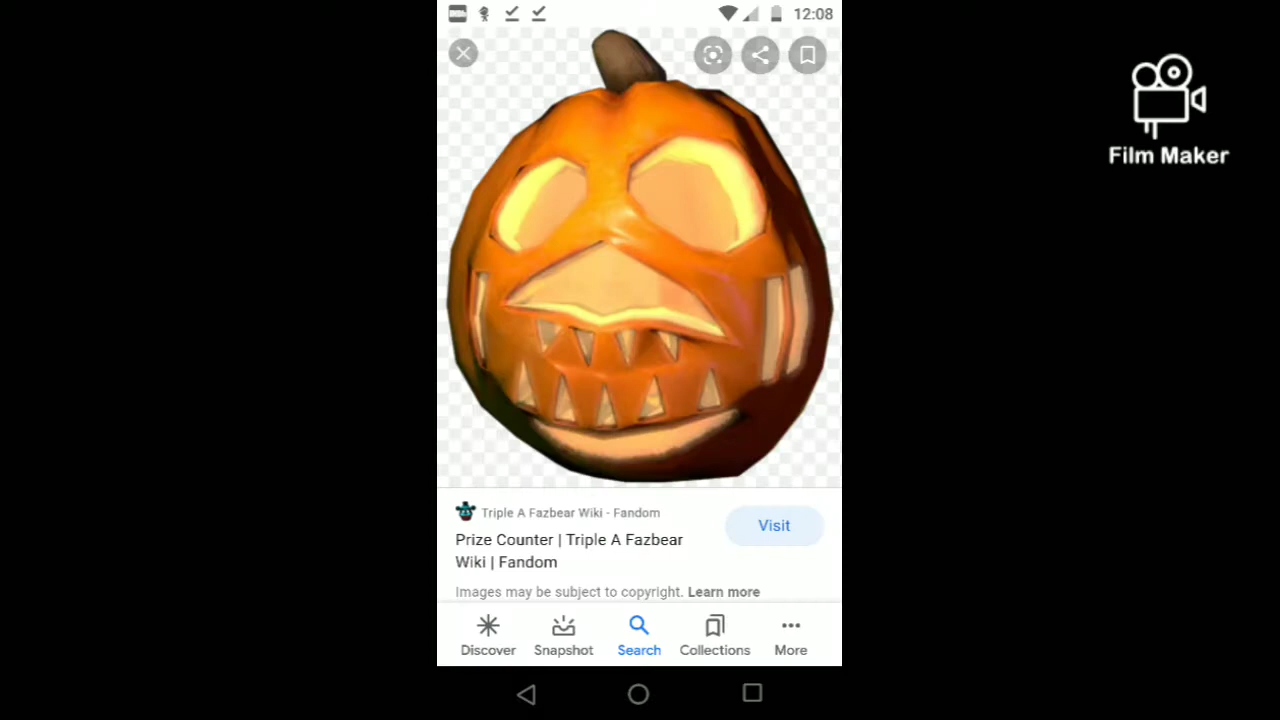 12:08
Film Maker
Triple A Fazbear Wiki - Fandom
Prize Counter | Triple A Fazbear
Wiki | Fandom
Visit
Images may be subject to copyright. Learn more
Discover Snapshot Search Collections More